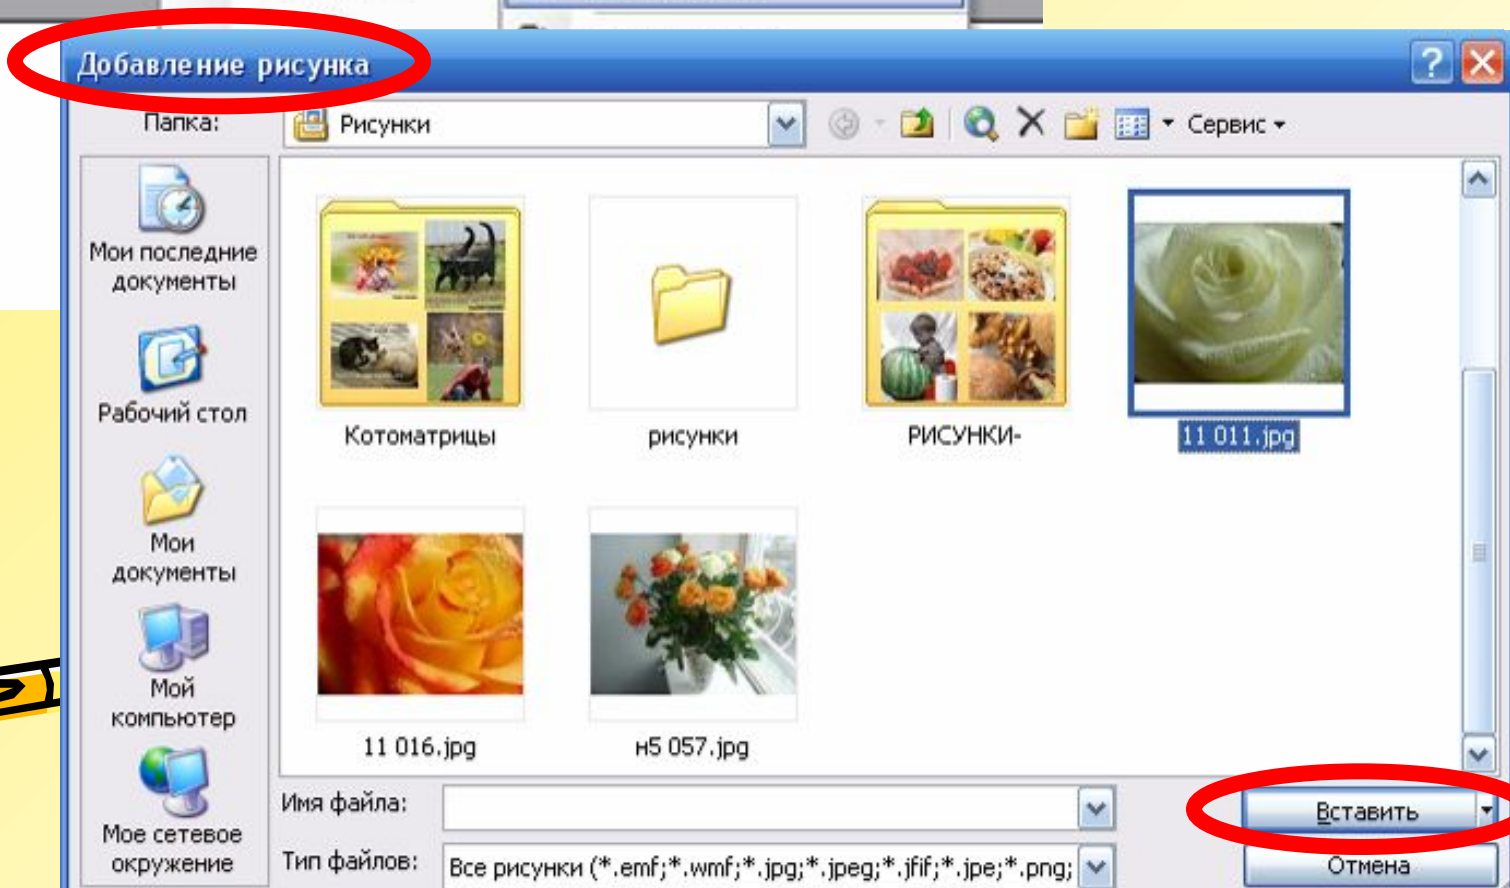 Добавление рисунка
Папка:
Рисунки
Сервис
Мои последние
документы
Рабочий стол
Мои
документы
Мой
компьютер
Мое сетевое
окружение
Котоматрицы
рисунки
РИСУНКИ-
11 011.jpg
11 016.jpg
н5 057.jpg
Имя файла:
Вставить
Тип файлов:
Все рисунки (*.emf;*.wmf;*.jpg;*.jpeg;*.jfif;*.jpe;*.png;
Отмена